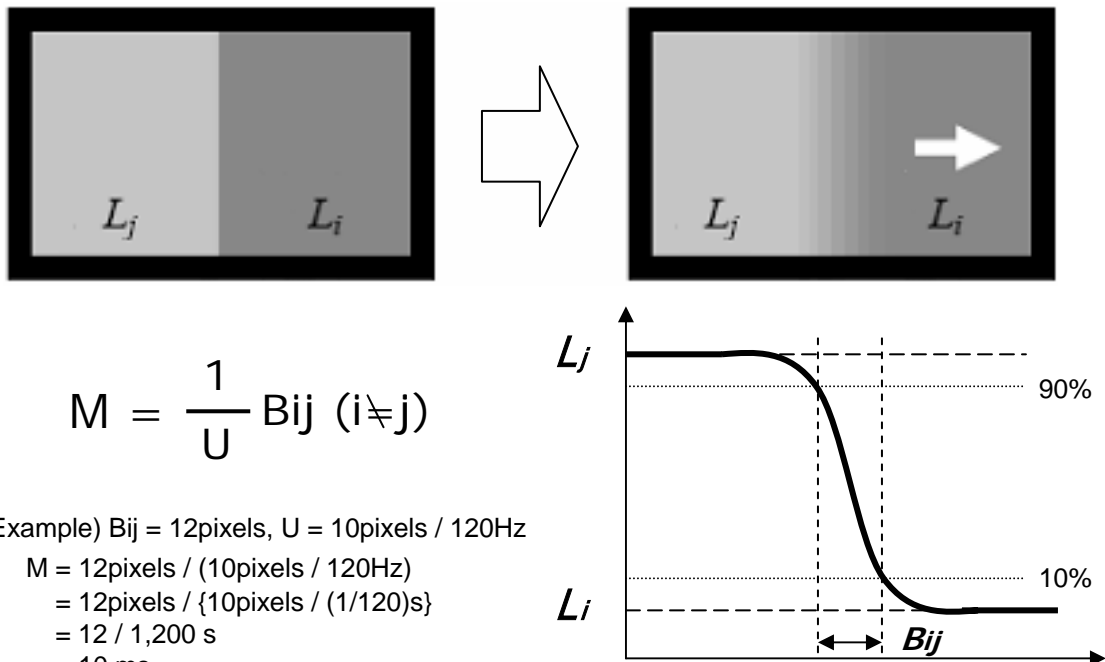 Lj Li
Lj Li
M = 1/U Bij (i≒j)
Example) Bij = 12pixels, U = 10pixels / 120Hz
M = 12pixels / (10pixels / 120Hz)
= 12pixels / {10pixels / (1/120)s}
= 12 / 1,200 s
Lj
90%
10%
Li
Bij